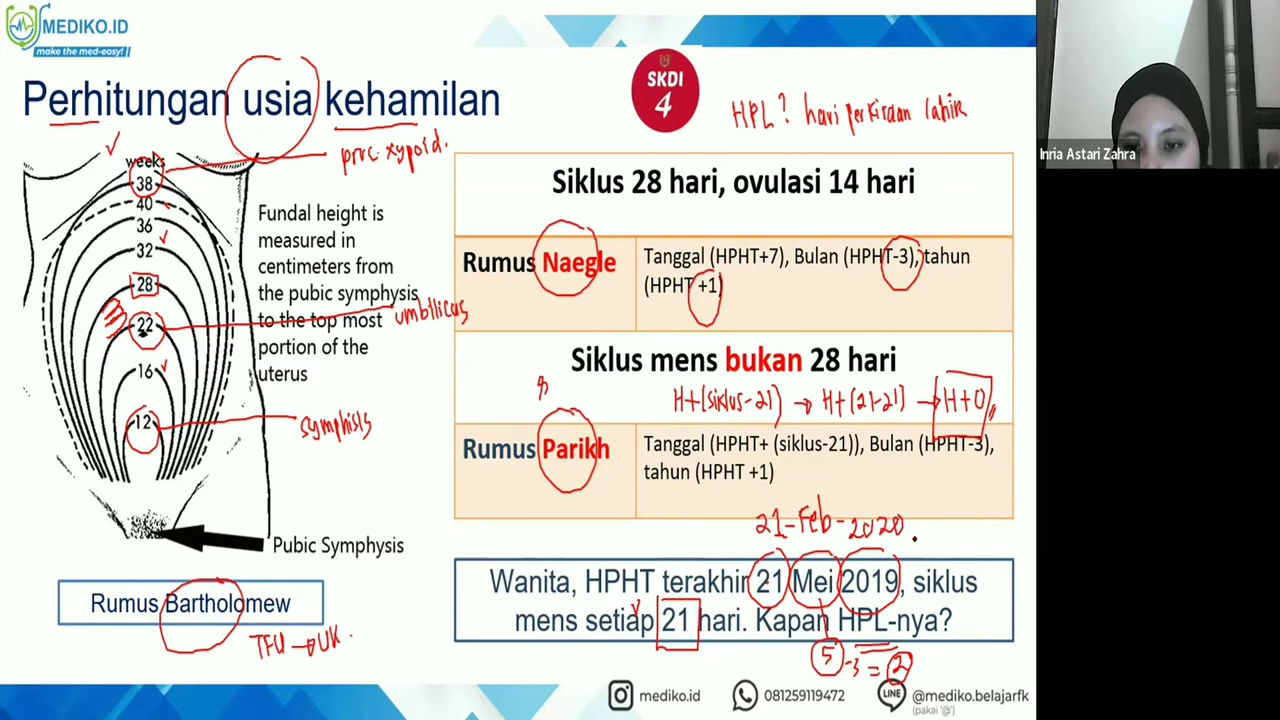 MEDIKO.ID
make the med-easy!
Perhitungan usia kehamilan
SKDI
4
HPL? hari perkiraan lahir
Inria Astari Zahra
weeks
38
40
36
32
28
22
16
12
proc. xypoid.
umbilicus
symphisis
Fundal height is
measured in
centimeters from
the pubic symphysis
to the top most
portion of the
uterus
Pubic Symphysis
Rumus Bartholomew
TFU → UK.
Siklus 28 hari, ovulasi 14 hari
Rumus Naegle
Tanggal (HPHT+7), Bulan (HPHT-3), tahun
(HPHT +1)
Siklus mens bukan 28 hari
H+(siklus-21) → H+(21-21) → H+0
Rumus Parikh
Tanggal (HPHT+ (siklus-21)), Bulan (HPHT-3),
tahun (HPHT +1)
21-Feb-2020
Wanita, HPHT terakhir 21 Mei 2019, siklus
mens setiap 21 hari. Kapan HPL-nya?
5 -3 = 2
mediko.id
081259119472
LINE
@mediko.belajarfk
(pakai '@')